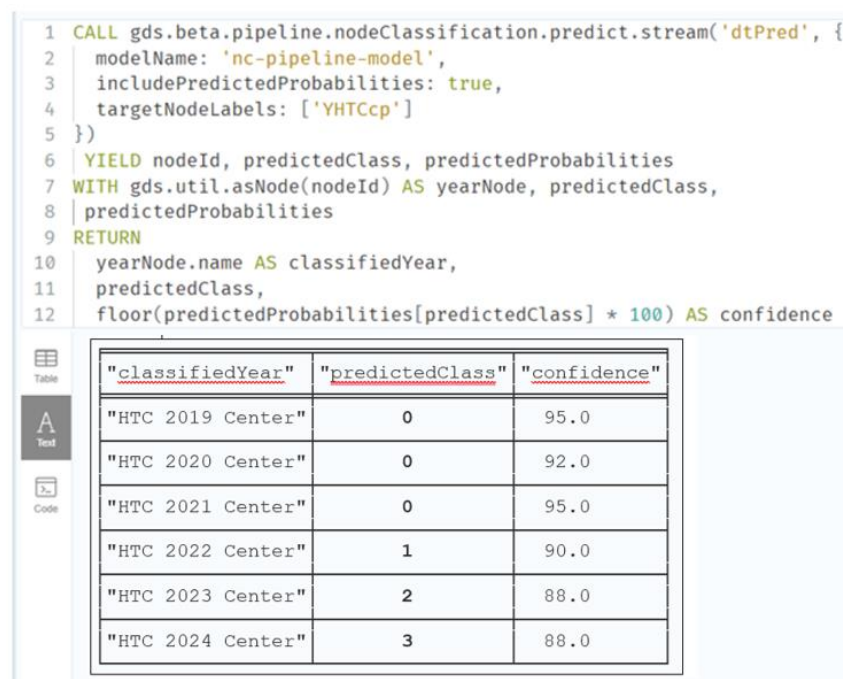 1 CALL gds.beta.pipeline.nodeClassification.predict.stream('dtPred', {
2 modelName: 'nc-pipeline-model',
3 includePredictedProbabilities: true,
4 targetNodeLabels: ['YHTCcp']
5 })
6 YIELD nodeId, predictedClass, predictedProbabilities
7 WITH gds.util.asNode(nodeId) AS yearNode, predictedClass,
8 predictedProbabilities
9 RETURN
10 yearNode.name AS classifiedYear,
11 predictedClass,
12 floor(predictedProbabilities[predictedClass] * 100) AS confidence
Table
A
Text
Code
"classifiedYear" "predictedClass" "confidence"
"HTC 2019 Center" 0 95.0
"HTC 2020 Center" 0 92.0
"HTC 2021 Center" 0 95.0
"HTC 2022 Center" 1 90.0
"HTC 2023 Center" 2 88.0
"HTC 2024 Center" 3 88.0